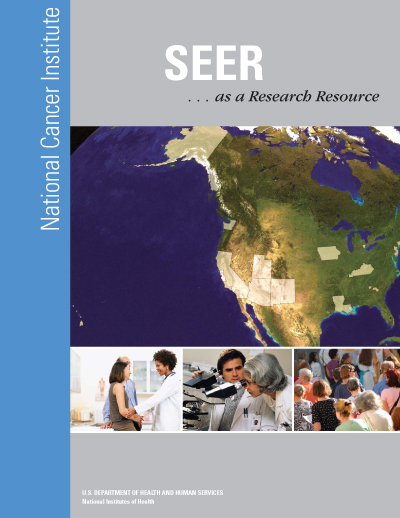 National Cancer Institute
SEER
. . . as a Research Resource
U.S. DEPARTMENT OF HEALTH AND HUMAN SERVICES
National Institutes of Health